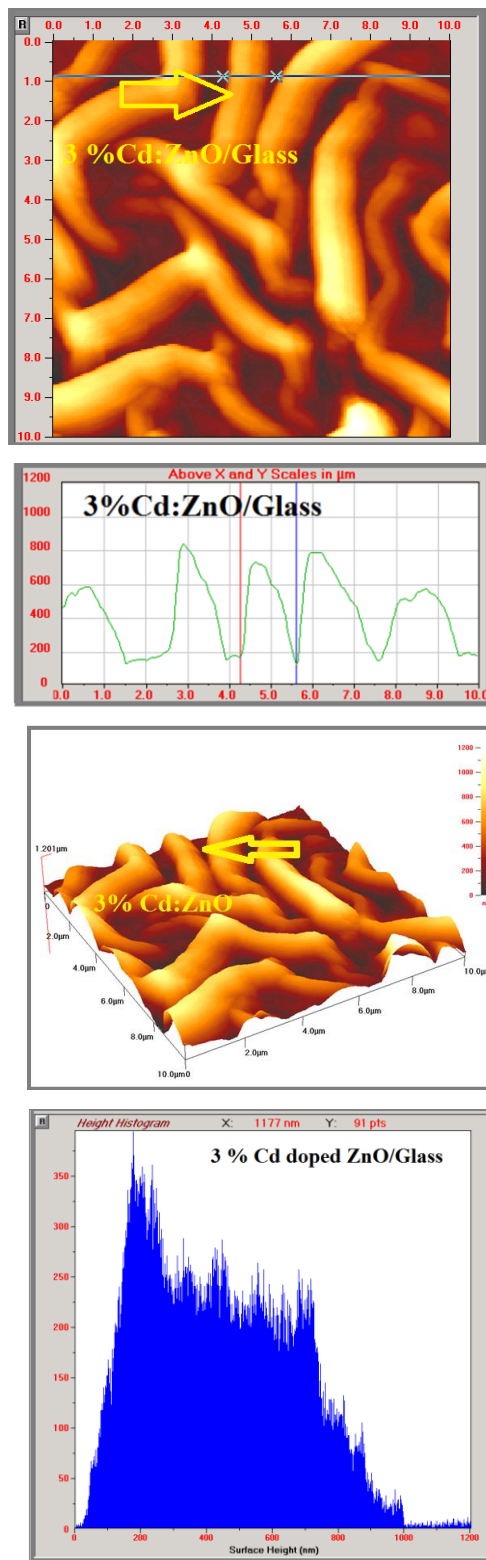 R 0.0 1.0 2.0 3.0 4.0 5.0 6.0 7.0 8.0 9.0 10.0
0.0
1.0
2.0
3 %Cd:ZnO/Glass
3.0
4.0
5.0
6.0
7.0
8.0
9.0
10.0
Above X and Y Scales in µm
1200
3%Cd:ZnO/Glass
1000
800
600
400
200
0
0.0 1.0 2.0 3.0 4.0 5.0 6.0 7.0 8.0 9.0 10.0
1200
1000
800
600
400
200
0
1.201µm
0
3% Cd:ZnO
2.0µm
4.0µm
6.0µm
8.0µm
10.0µm
0
2.0µm
4.0µm
6.0µm
8.0µm
10.0µ
R Height Histogram X: 1177 nm Y: 91 pts
3 % Cd doped ZnO/Glass
350
300
250
200
150
100
50
0
0 200 400 600 800 1000 1200
Surface Height (nm)